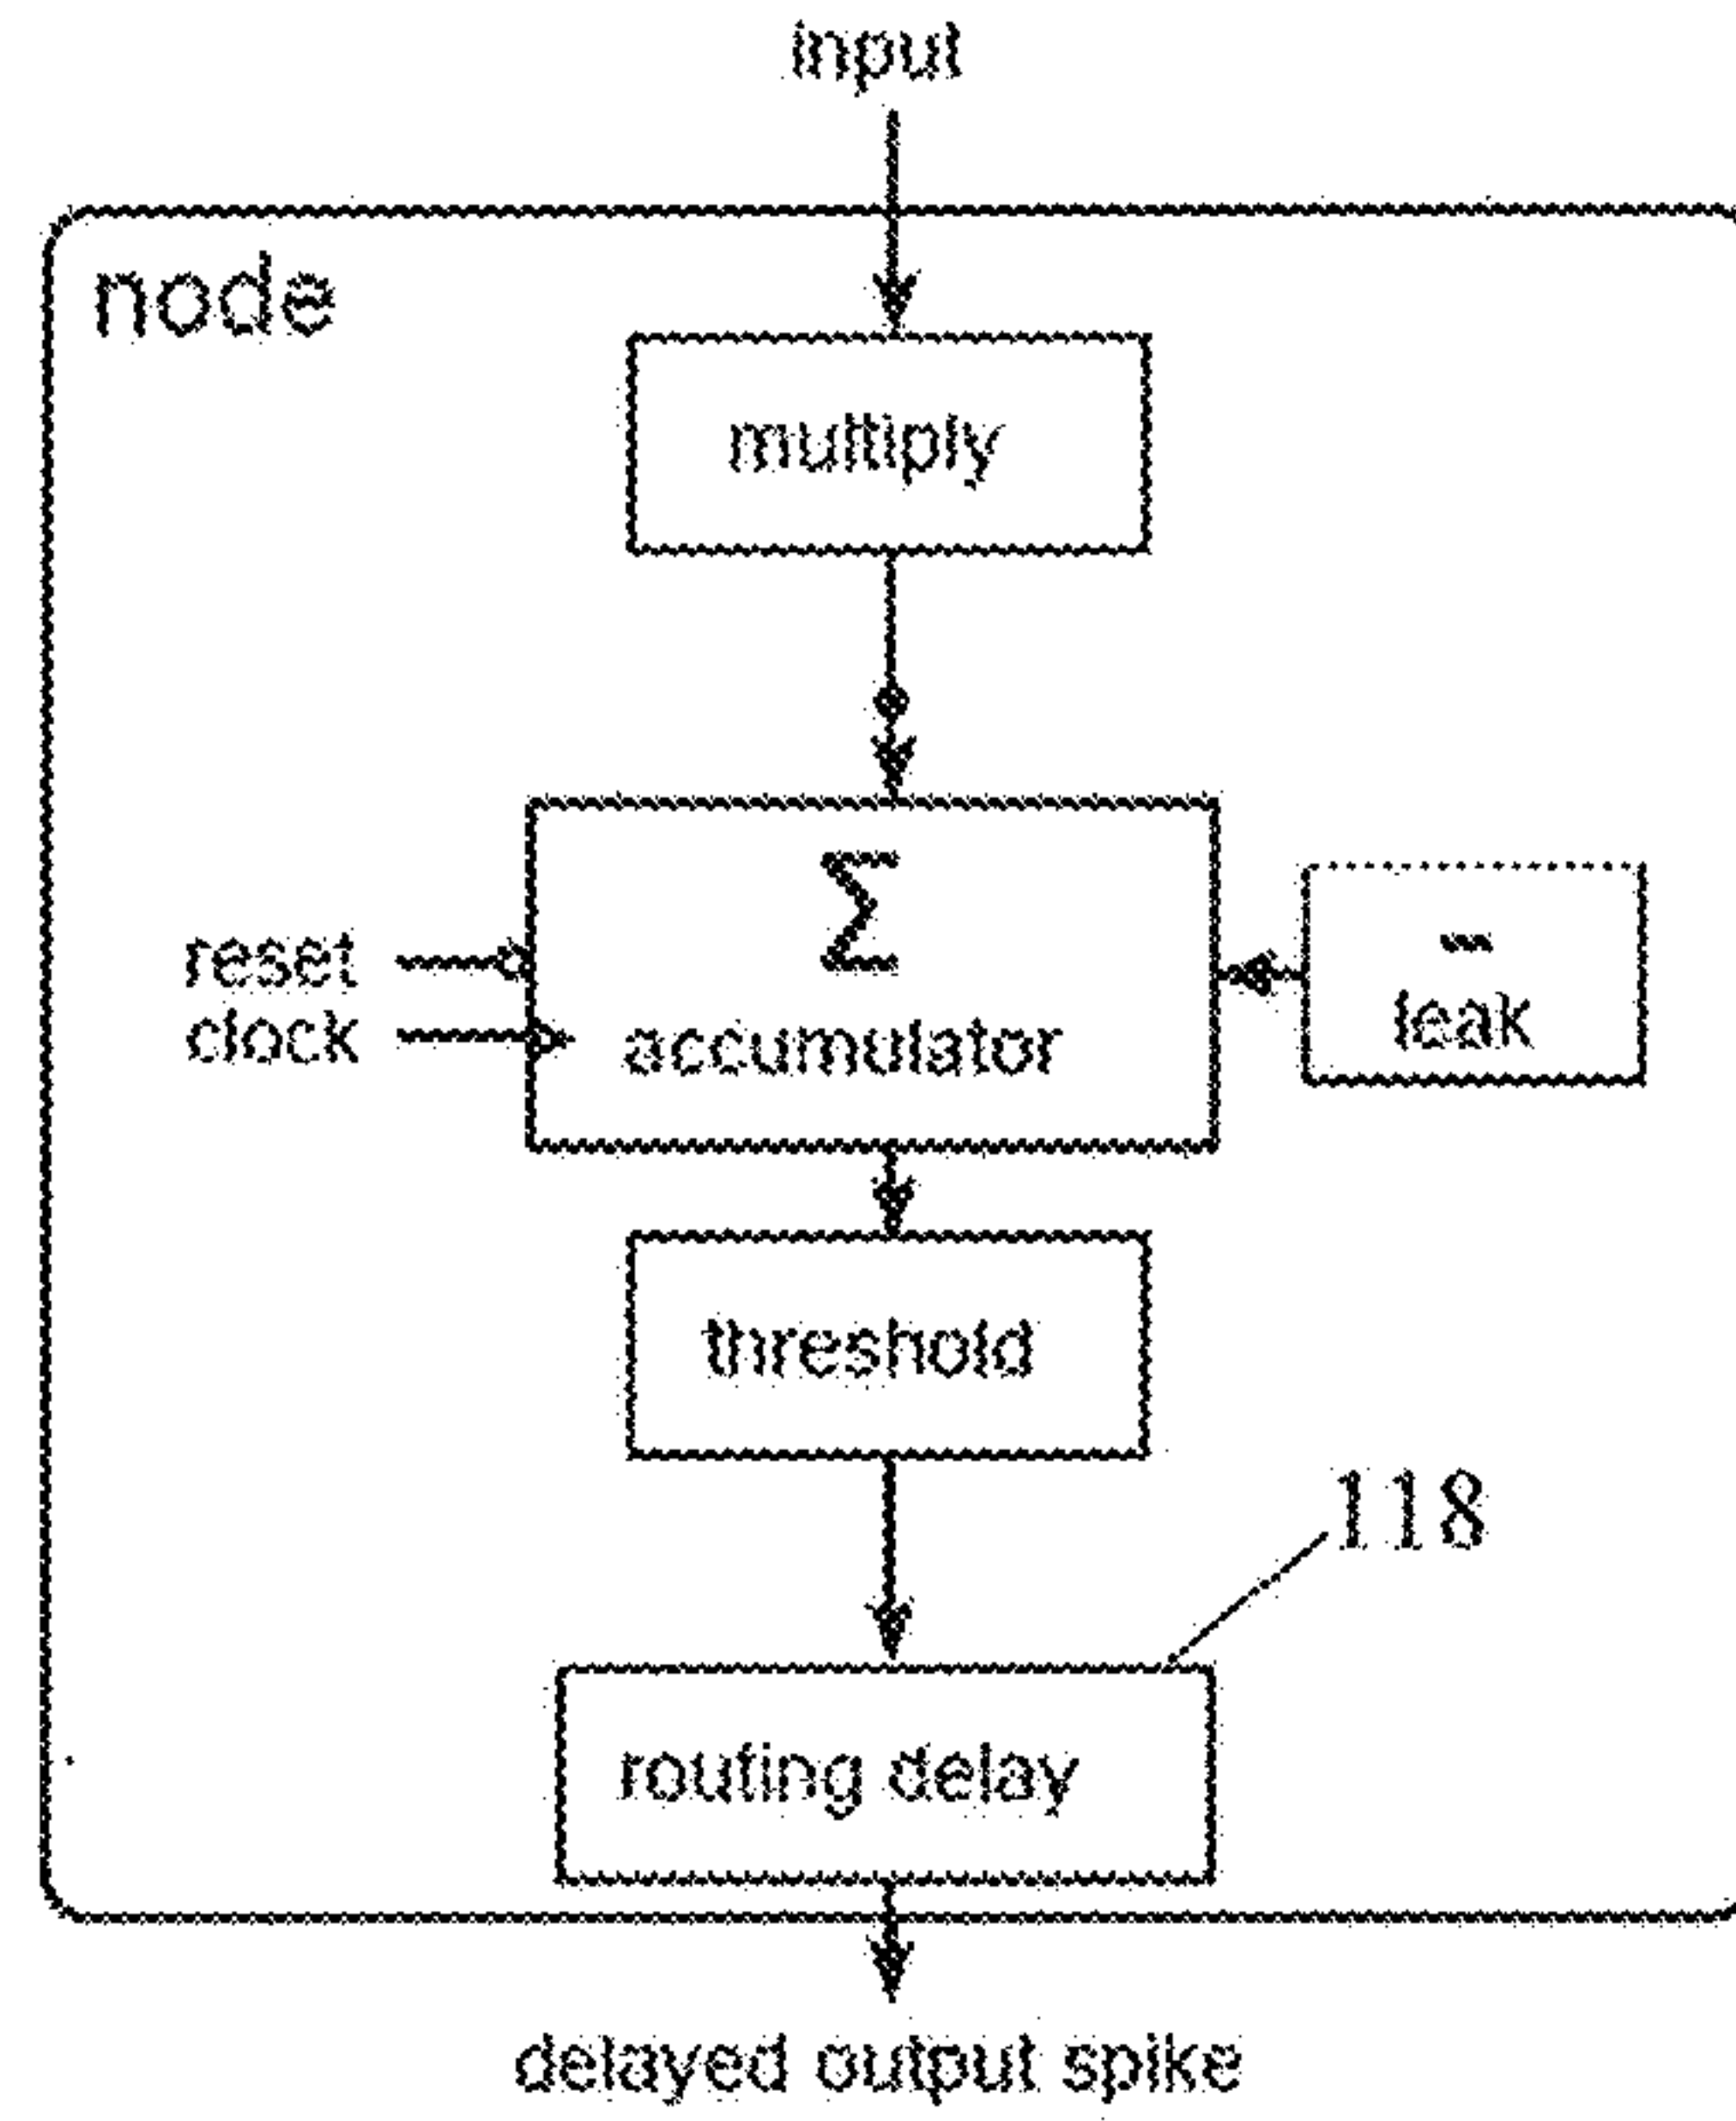 input
node
multiply
Σ
accumulator
reset
clock
-
leak
threshold
118
routing delay
delayed output spike